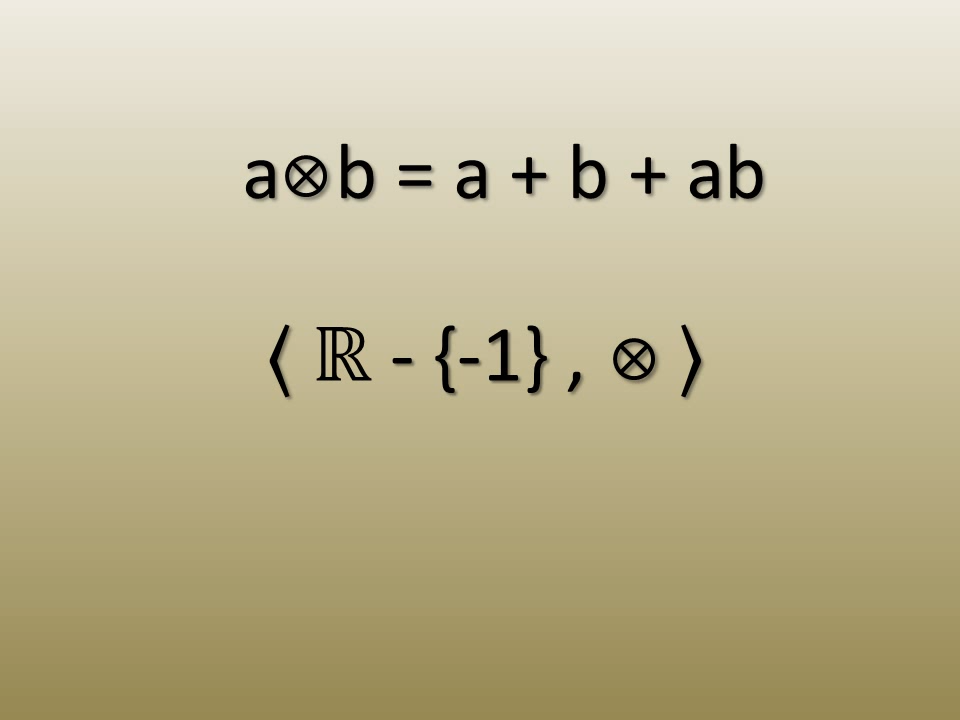 a⊗b = a + b + ab
⟨ ℝ - {-1} , ⊗ ⟩